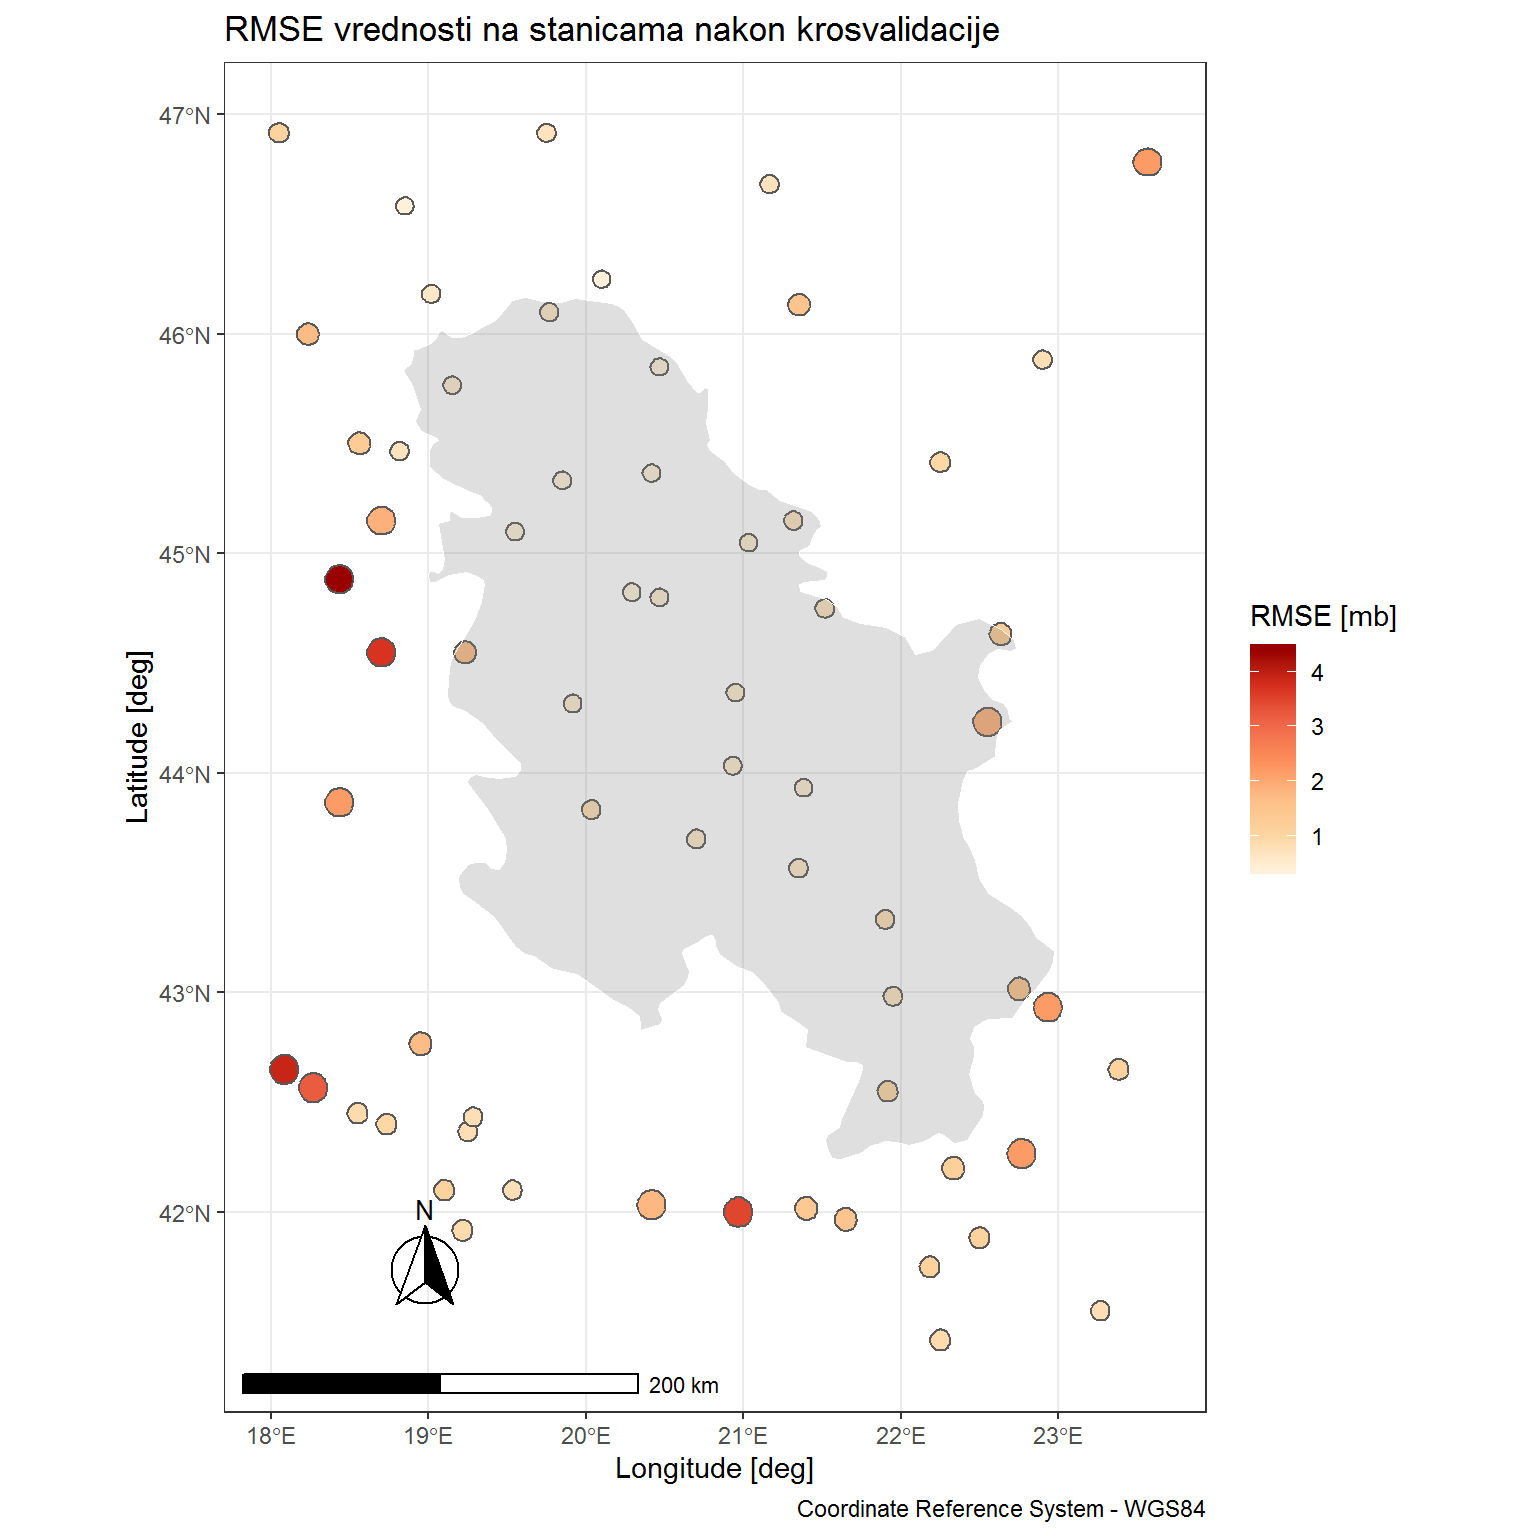 RMSE vrednosti na stanicama nakon krosvalidacije
47°N
46°N
45°N
44°N
43°N
42°N
Latitude [deg]
N
200 km
18°E 19°E 20°E 21°E 22°E 23°E
Longitude [deg]
Coordinate Reference System - WGS84
RMSE [mb]
4
3
2
1